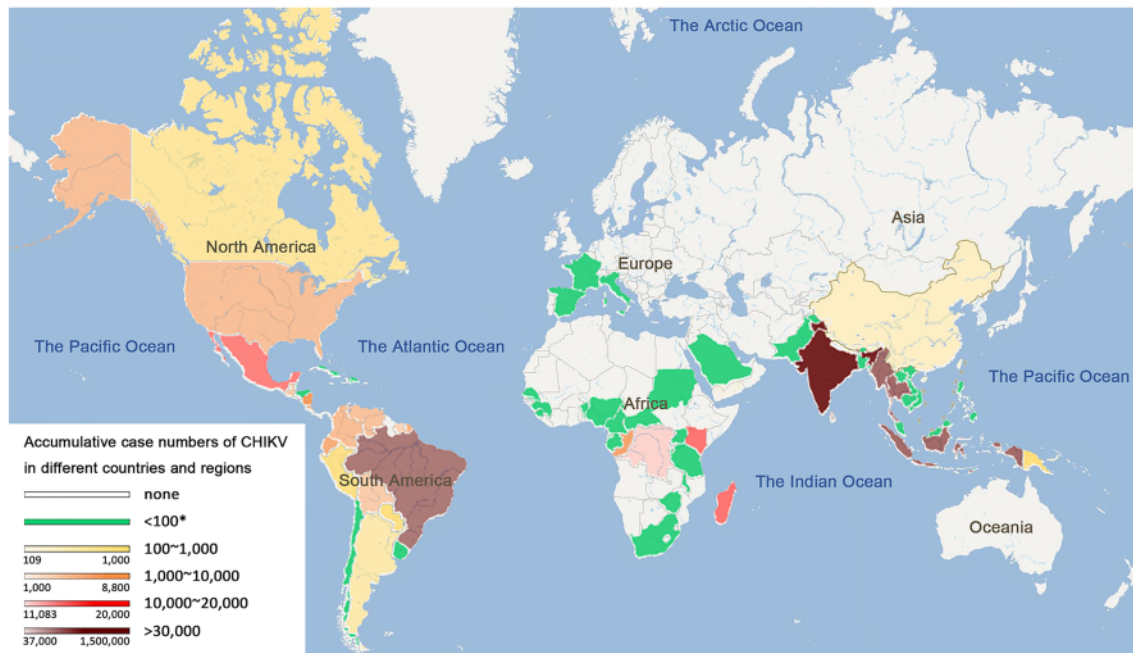 The Arctic Ocean
Asia
North America
Europe
The Pacific Ocean
The Atlantic Ocean
The Pacific Ocean
Africa
South America
The Indian Ocean
Oceania
Accumulative case numbers of CHIKV
in different countries and regions
none
<100*
100~1,000
109 1,000
1,000~10,000
1,000 8,800
10,000~20,000
11,083 20,000
>30,000
37,000 1,500,000